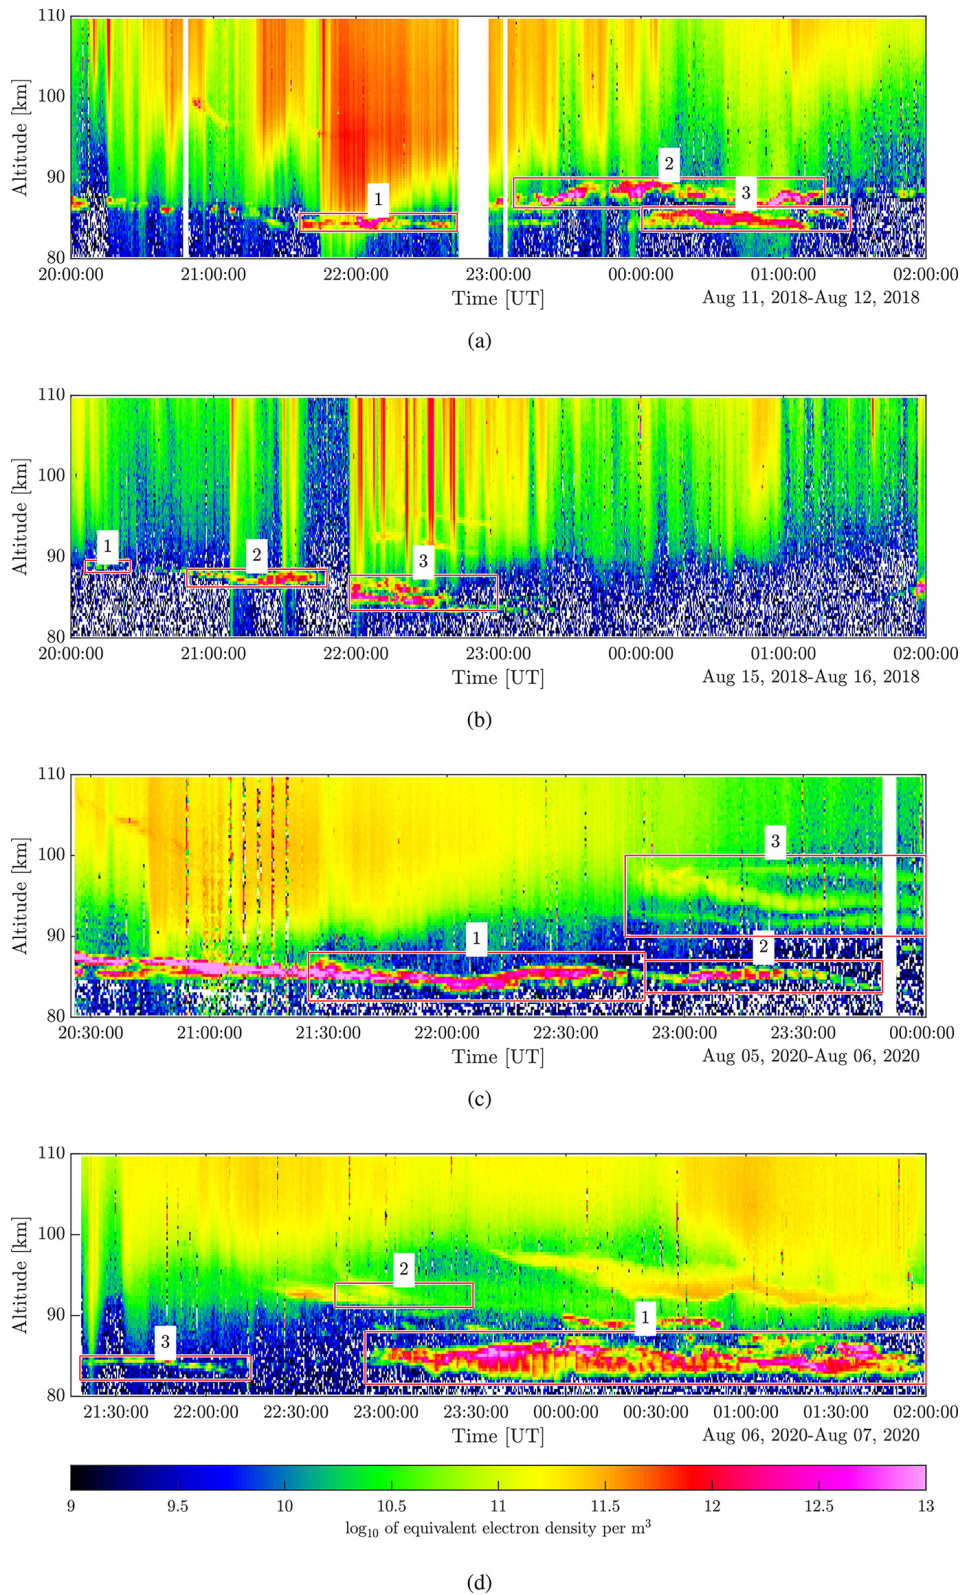 110
100
90
80
Altitude [km]
1
2
3
20:00:00 21:00:00 22:00:00 23:00:00 00:00:00 01:00:00 02:00:00
Time [UT]
Aug 11, 2018-Aug 12, 2018
(a)
110
100
90
80
Altitude [km]
1
2
3
20:00:00 21:00:00 22:00:00 23:00:00 00:00:00 01:00:00 02:00:00
Time [UT]
Aug 15, 2018-Aug 16, 2018
(b)
110
100
90
80
Altitude [km]
3
1
2
20:30:00 21:00:00 21:30:00 22:00:00 22:30:00 23:00:00 23:30:00 00:00:00
Time [UT]
Aug 05, 2020-Aug 06, 2020
(c)
110
100
90
80
Altitude [km]
2
1
3
21:30:00 22:00:00 22:30:00 23:00:00 23:30:00 00:00:00 00:30:00 01:00:00 01:30:00 02:00:00
Time [UT]
Aug 06, 2020-Aug 07, 2020
9 9.5 10 10.5 11 11.5 12 12.5 13
log₁₀ of equivalent electron density per m³
(d)